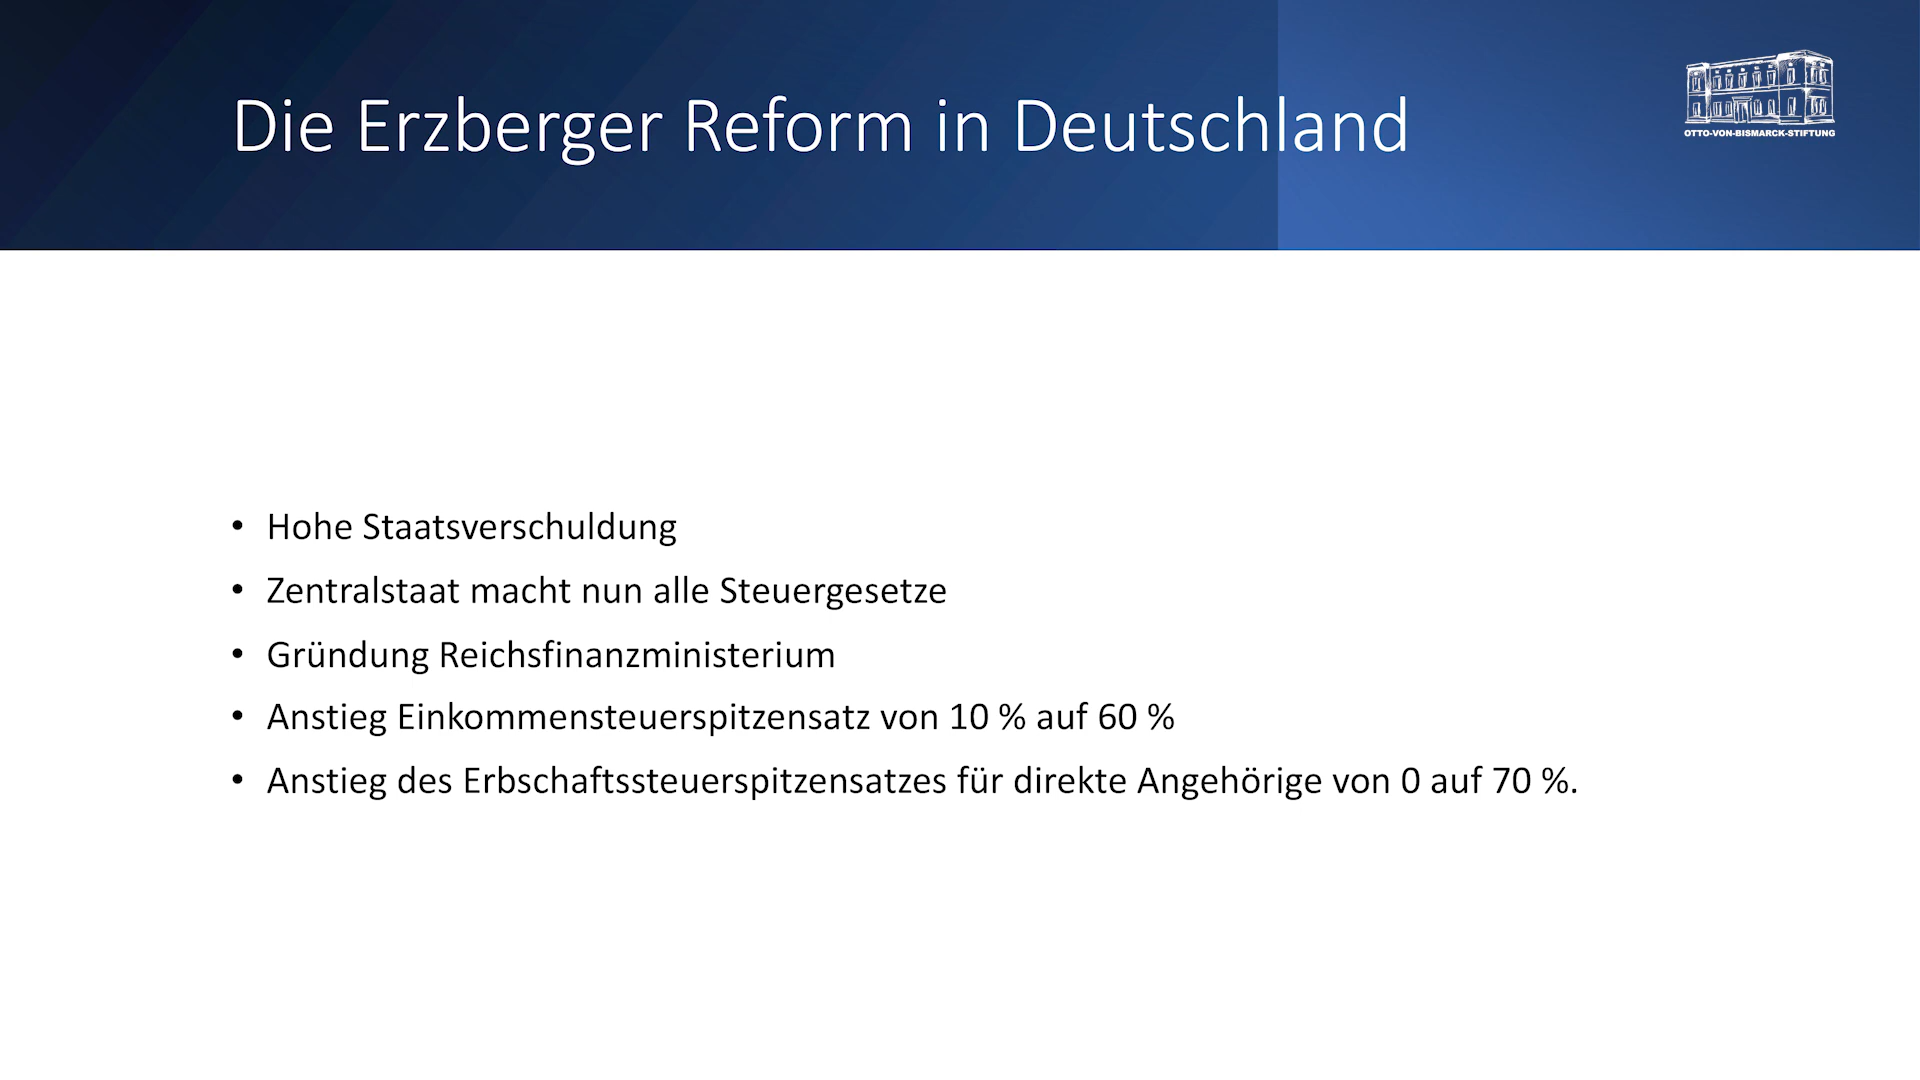 Die Erzberger Reform in Deutschland
OTTO-VON-BISMARCK-STIFTUNG
• Hohe Staatsverschuldung
• Zentralstaat macht nun alle Steuergesetze
• Gründung Reichsfinanzministerium
• Anstieg Einkommensteuerspitzensatz von 10 % auf 60 %
• Anstieg des Erbschaftssteuerspitzensatzes für direkte Angehörige von 0 auf 70 %.